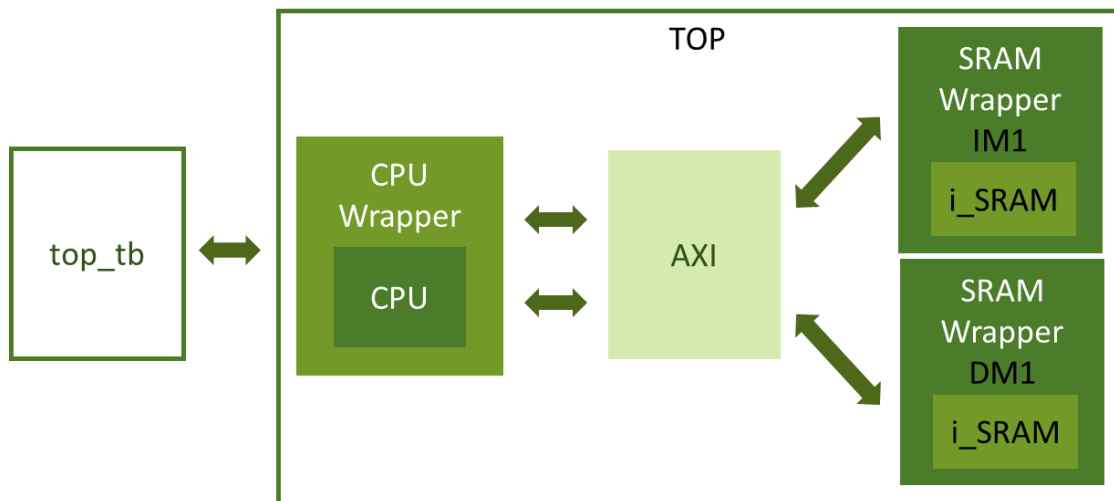 TOP
top_tb
CPU
Wrapper
CPU
AXI
SRAM
Wrapper
IM1
i_SRAM
SRAM
Wrapper
DM1
i_SRAM